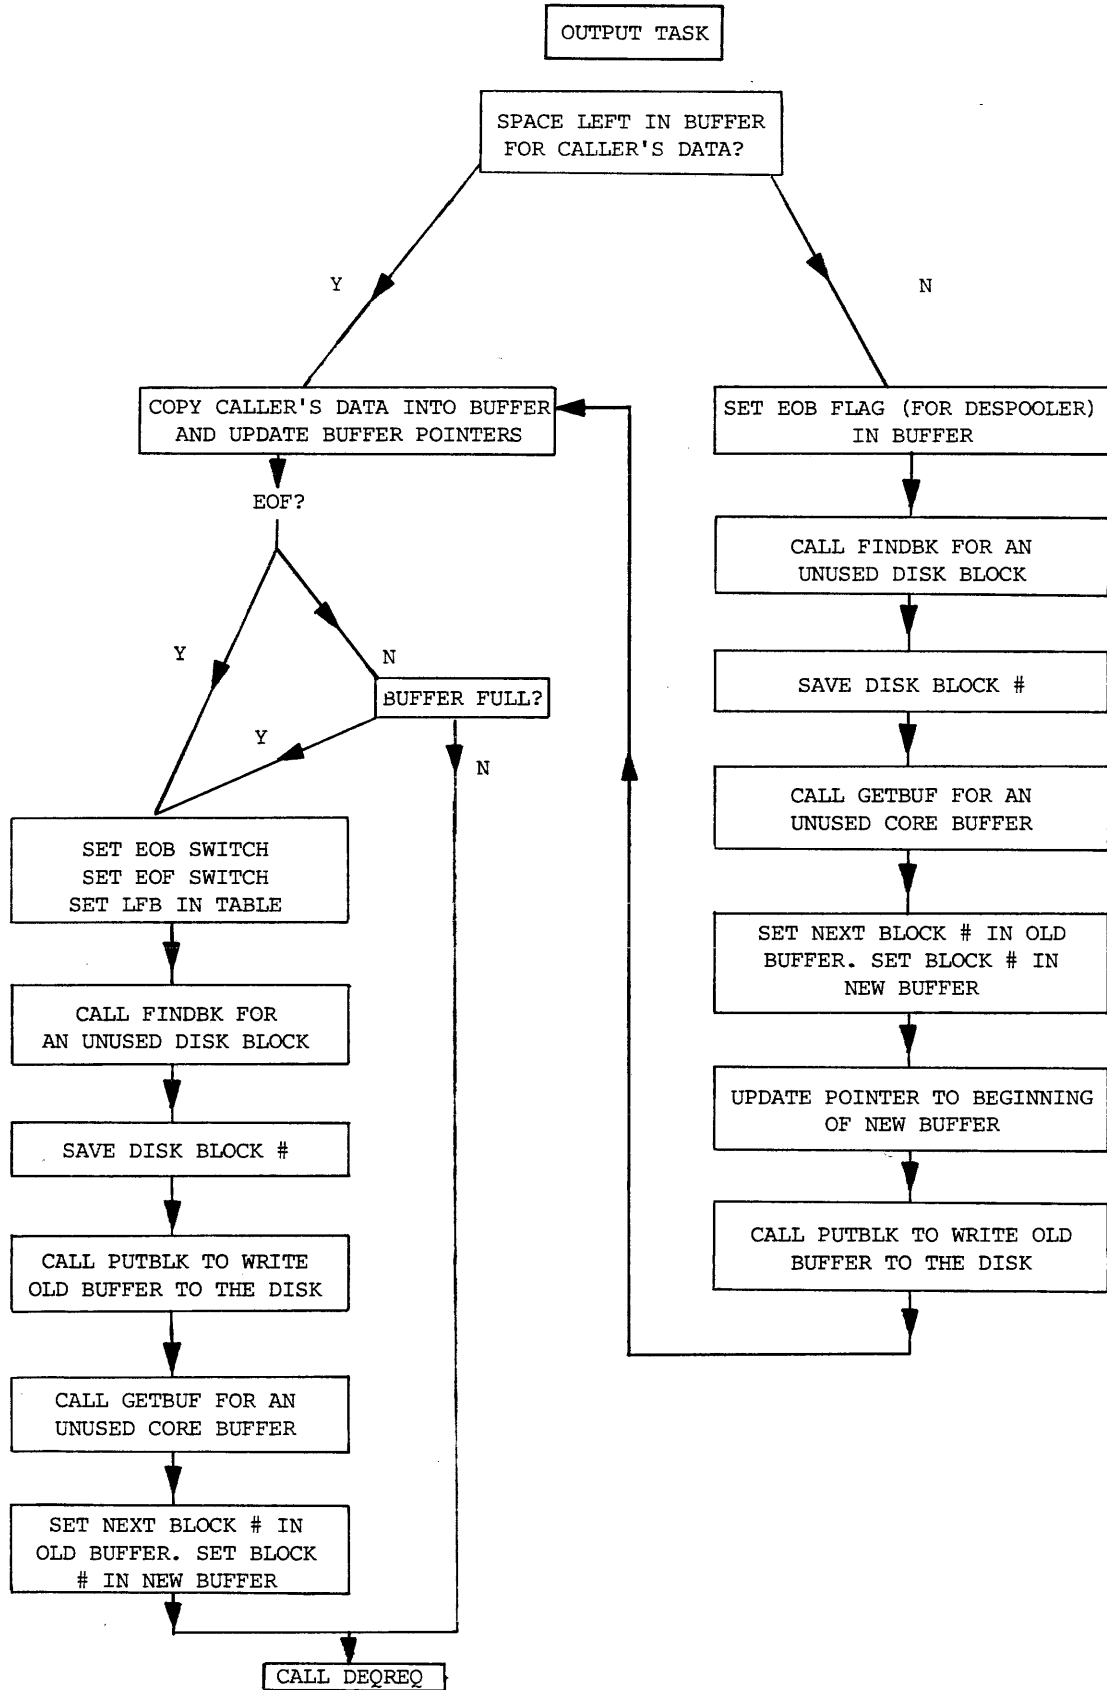 OUTPUT TASK
SPACE LEFT IN BUFFER
FOR CALLER'S DATA?
Y
N
COPY CALLER'S DATA INTO BUFFER
AND UPDATE BUFFER POINTERS
EOF?
Y
N
BUFFER FULL?
Y
N
SET EOB SWITCH
SET EOF SWITCH
SET LFB IN TABLE
CALL FINDBK FOR
AN UNUSED DISK BLOCK
SAVE DISK BLOCK #
CALL PUTBLK TO WRITE
OLD BUFFER TO THE DISK
CALL GETBUF FOR AN
UNUSED CORE BUFFER
SET NEXT BLOCK # IN
OLD BUFFER. SET BLOCK
# IN NEW BUFFER
CALL DEQREQ
SET EOB FLAG (FOR DESPOOLER)
IN BUFFER
CALL FINDBK FOR AN
UNUSED DISK BLOCK
SAVE DISK BLOCK #
CALL GETBUF FOR AN
UNUSED CORE BUFFER
SET NEXT BLOCK # IN OLD
BUFFER. SET BLOCK # IN
NEW BUFFER
UPDATE POINTER TO BEGINNING
OF NEW BUFFER
CALL PUTBLK TO WRITE OLD
BUFFER TO THE DISK